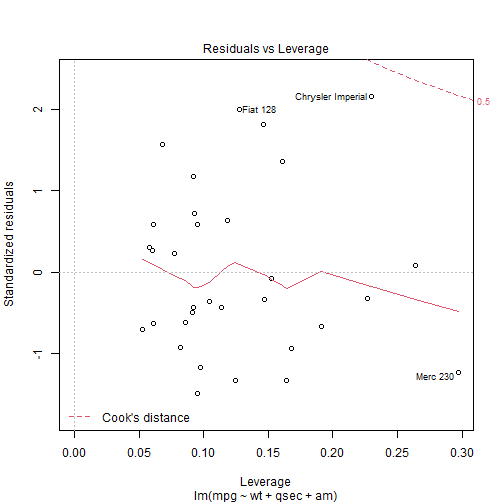 Residuals vs Leverage
Standardized residuals
2
1
0
-1
Chrysler Imperial
Fiat 128
0.5
Merc 230
Cook's distance
0.00 0.05 0.10 0.15 0.20 0.25 0.30
Leverage
lm(mpg ~ wt + qsec + am)